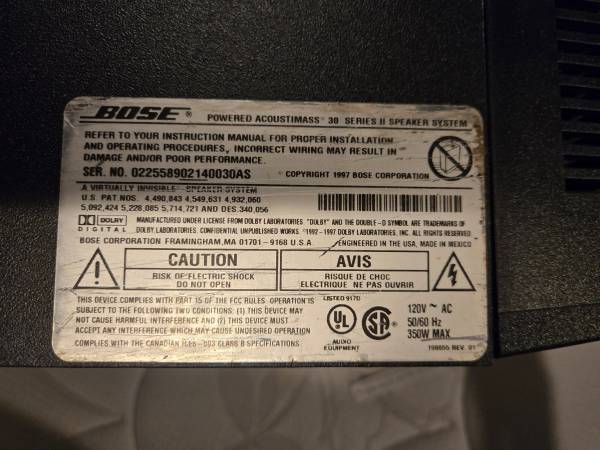 BOSE® POWERED ACOUSTIMASS® 30 SERIES II SPEAKER SYSTEM
REFER TO YOUR INSTRUCTION MANUAL FOR PROPER INSTALLATION
AND OPERATING PROCEDURES, INCORRECT WIRING MAY RESULT IN
DAMAGE AND/OR POOR PERFORMANCE.
SER. NO. 022558902140030AS
© COPYRIGHT 1997 BOSE CORPORATION
A VIRTUALLY INVISIBLE® SPEAKER SYSTEM
U.S. PAT. NOS. 4,490,843 4,549,631 4,932,060
5,092,424 5,228,085 5,714,721 AND DES. 340,056
DOLBY
DIGITAL
MANUFACTURED UNDER LICENSE FROM DOLBY LABORATORIES. "DOLBY" AND THE DOUBLE-D SYMBOL ARE TRADEMARKS OF
DOLBY LABORATORIES. CONFIDENTIAL UNPUBLISHED WORKS. ©1992-1997 DOLBY LABORATORIES, INC. ALL RIGHTS RESERVED
BOSE CORPORATION FRAMINGHAM, MA 01701-9168 U.S.A
ENGINEERED IN USA, MADE IN MEXICO
CAUTION
RISK OF ELECTRIC SHOCK
DO NOT OPEN
AVIS
RISQUE DE CHOC
ELECTRIQUE NE PAS OUVRIR
THIS DEVICE COMPLIES WITH PART 15 OF THE FCC RULES. OPERATION IS
SUBJECT TO THE FOLLOWING TWO CONDITIONS: (1) THIS DEVICE MAY
NOT CAUSE HARMFUL INTERFERENCE AND (2) THIS DEVICE MUST
ACCEPT ANY INTERFERENCE WHICH MAY CAUSE UNDESIRED OPERATION
COMPLIES WITH THE CANADIAN ICES-003 CLASS B SPECIFICATIONS
LISTED 917D
UL
SA
AUDIO
EQUIPMENT
120V ~ AC
50/60 Hz
350W MAX
REV. 01